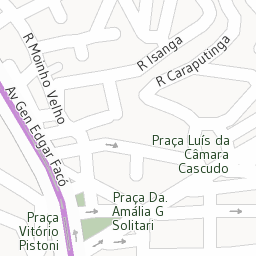 R Moinho Velho
R Isanga
R Caraputinga
Av Gen Edgar Facó
Praça Luís da
Câmara
Cascudo
Praça Da.
Amália G
Solitari
Praça
Vitório
Pistoni